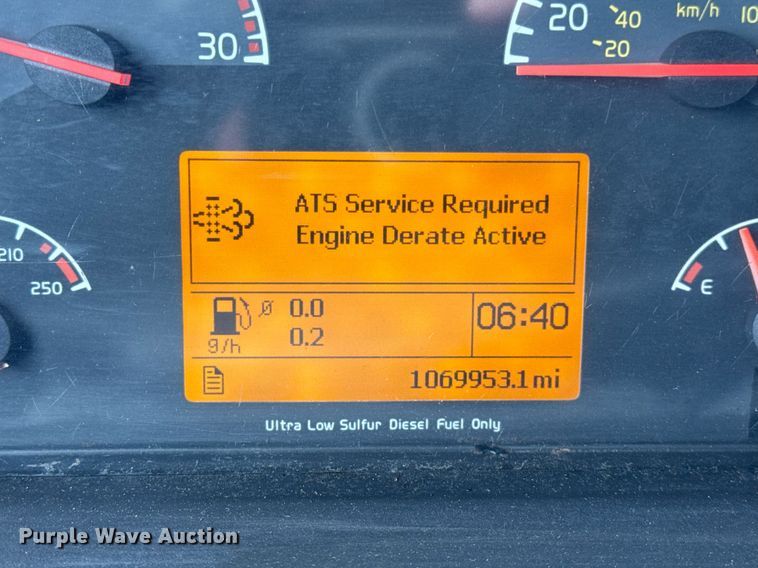 30
20
40
20
km/h
10
ATS Service Required
Engine Derate Active
210
250
E
0.0
0.2
g/h
06:40
1069953.1 mi
Ultra Low Sulfur Diesel Fuel Only
Purple Wave Auction